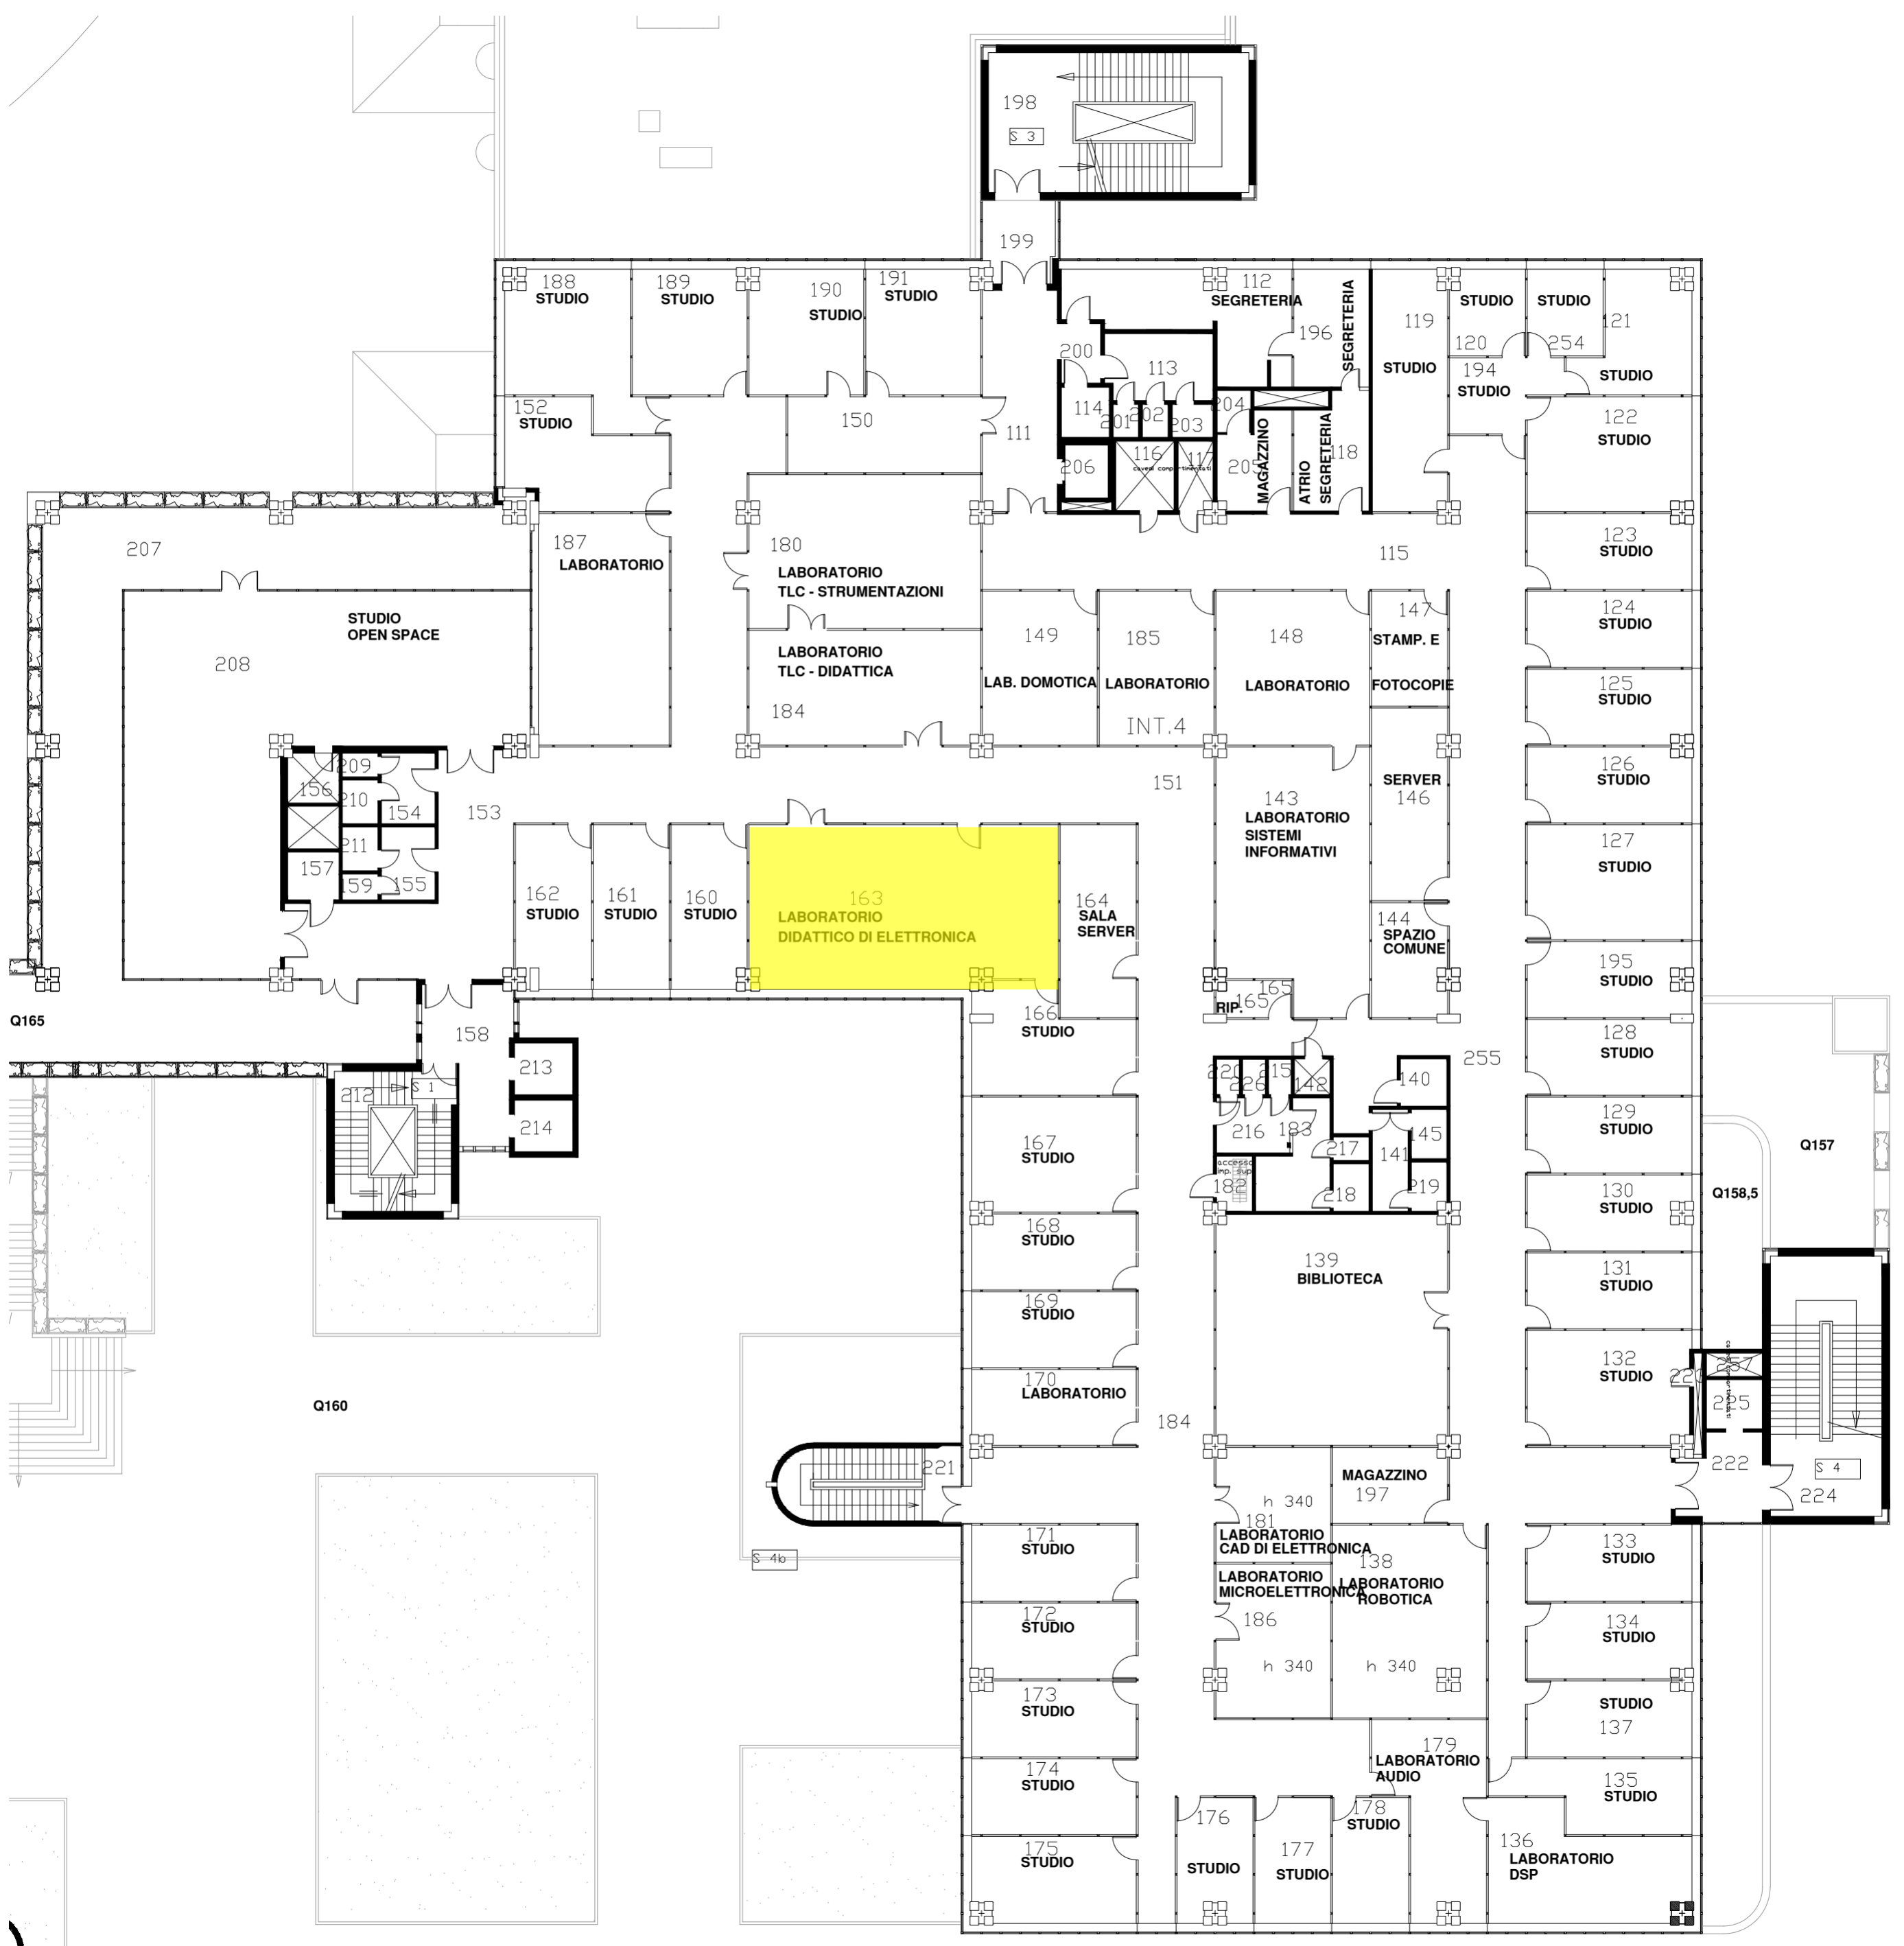 198
S 3
199
188
STUDIO
189
STUDIO
190
STUDIO
191
STUDIO
112
SEGRETERIA
196
SEGRETERIA
119
STUDIO
STUDIO
120
STUDIO
254
121
STUDIO
200
113
194
STUDIO
152
STUDIO
150
111
114
201
202
203
204
122
STUDIO
206
116
117
205
MAGAZZINO
ATRIO
SEGRETERIA
118
207
187
LABORATORIO
180
LABORATORIO
TLC - STRUMENTAZIONI
115
123
STUDIO
STUDIO
OPEN SPACE
208
LABORATORIO
TLC - DIDATTICA
184
149
LAB. DOMOTICA
185
LABORATORIO
INT.4
148
LABORATORIO
147
STAMP. E
FOTOCOPIE
124
STUDIO
125
STUDIO
156
209
210
154
153
151
143
LABORATORIO
SISTEMI
INFORMATIVI
SERVER
146
126
STUDIO
211
157
159
155
127
STUDIO
162
STUDIO
161
STUDIO
160
STUDIO
163
LABORATORIO
DIDATTICO DI ELETTRONICA
164
SALA
SERVER
144
SPAZIO
COMUNE
195
STUDIO
Q165
158
166
STUDIO
165
165
RIP.
255
128
STUDIO
213
212
S 1
214
220
226
215
142
140
129
STUDIO
167
STUDIO
216
183
217
141
145
Q157
accesso
imp. sup
182
218
219
130
STUDIO
Q158,5
168
STUDIO
139
BIBLIOTECA
131
STUDIO
169
STUDIO
132
STUDIO
170
LABORATORIO
Q160
184
225
221
MAGAZZINO
197
222
S 4
224
h 340
181
LABORATORIO
CAD DI ELETTRONICA
S 4b
171
STUDIO
138
LABORATORIO
ROBOTICA
133
STUDIO
LABORATORIO
MICROELETTRONICA
172
STUDIO
186
134
STUDIO
h 340
h 340
173
STUDIO
STUDIO
137
174
STUDIO
179
LABORATORIO
AUDIO
135
STUDIO
176
STUDIO
177
STUDIO
178
STUDIO
175
STUDIO
136
LABORATORIO
DSP